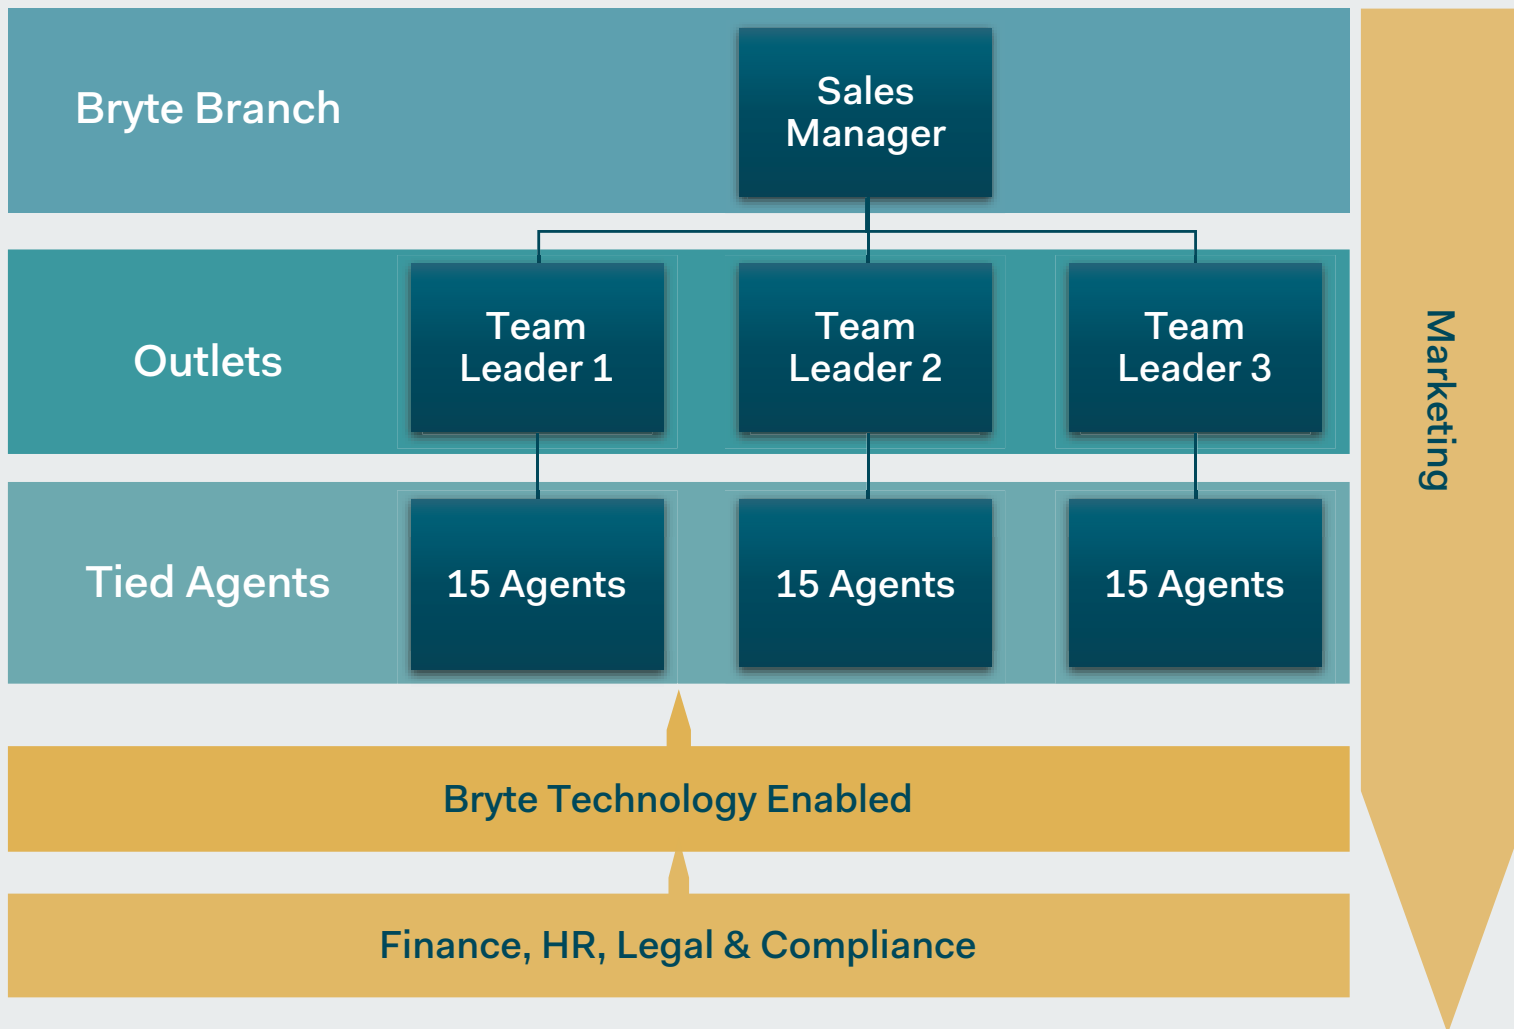 Bryte Branch
Sales
Manager
Outlets
Team
Leader 1
Team
Leader 2
Team
Leader 3
Tied Agents
15 Agents
15 Agents
15 Agents
Bryte Technology Enabled
Finance, HR, Legal & Compliance
Marketing